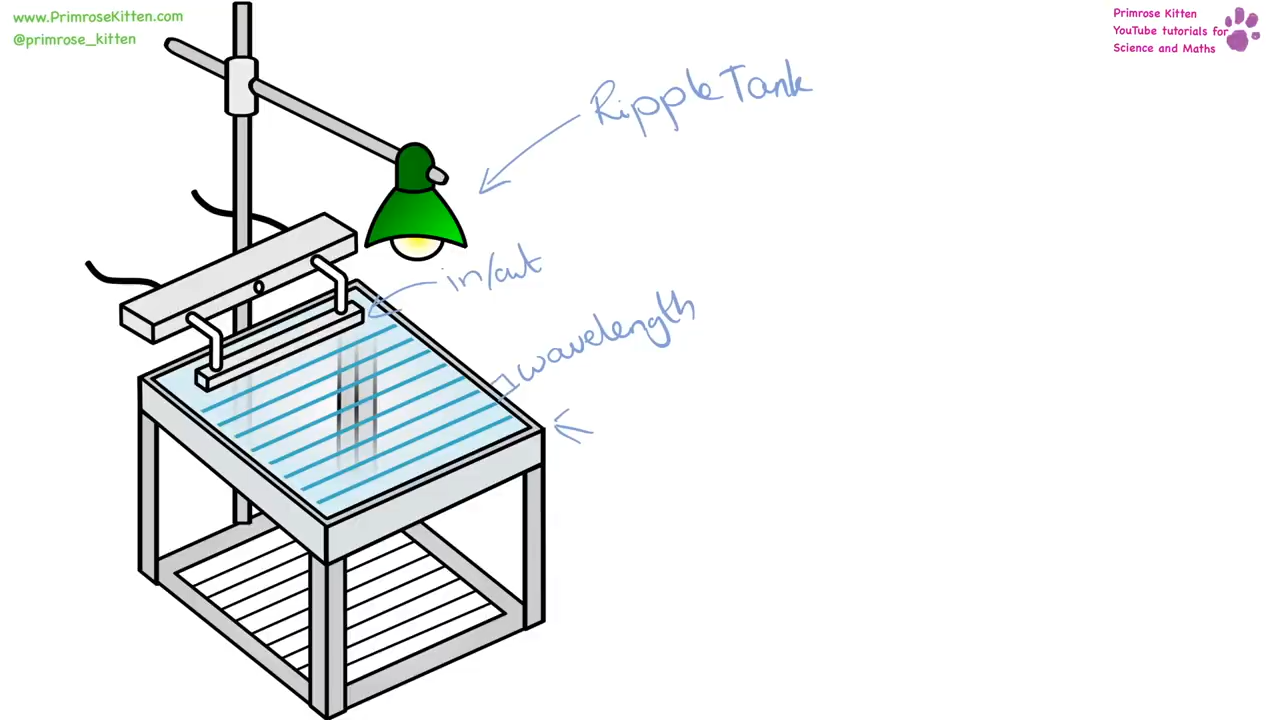 www.PrimroseKitten.com
@primrose_kitten
Primrose Kitten
YouTube tutorials for
Science and Maths
Ripple Tank
in/out
wavelength